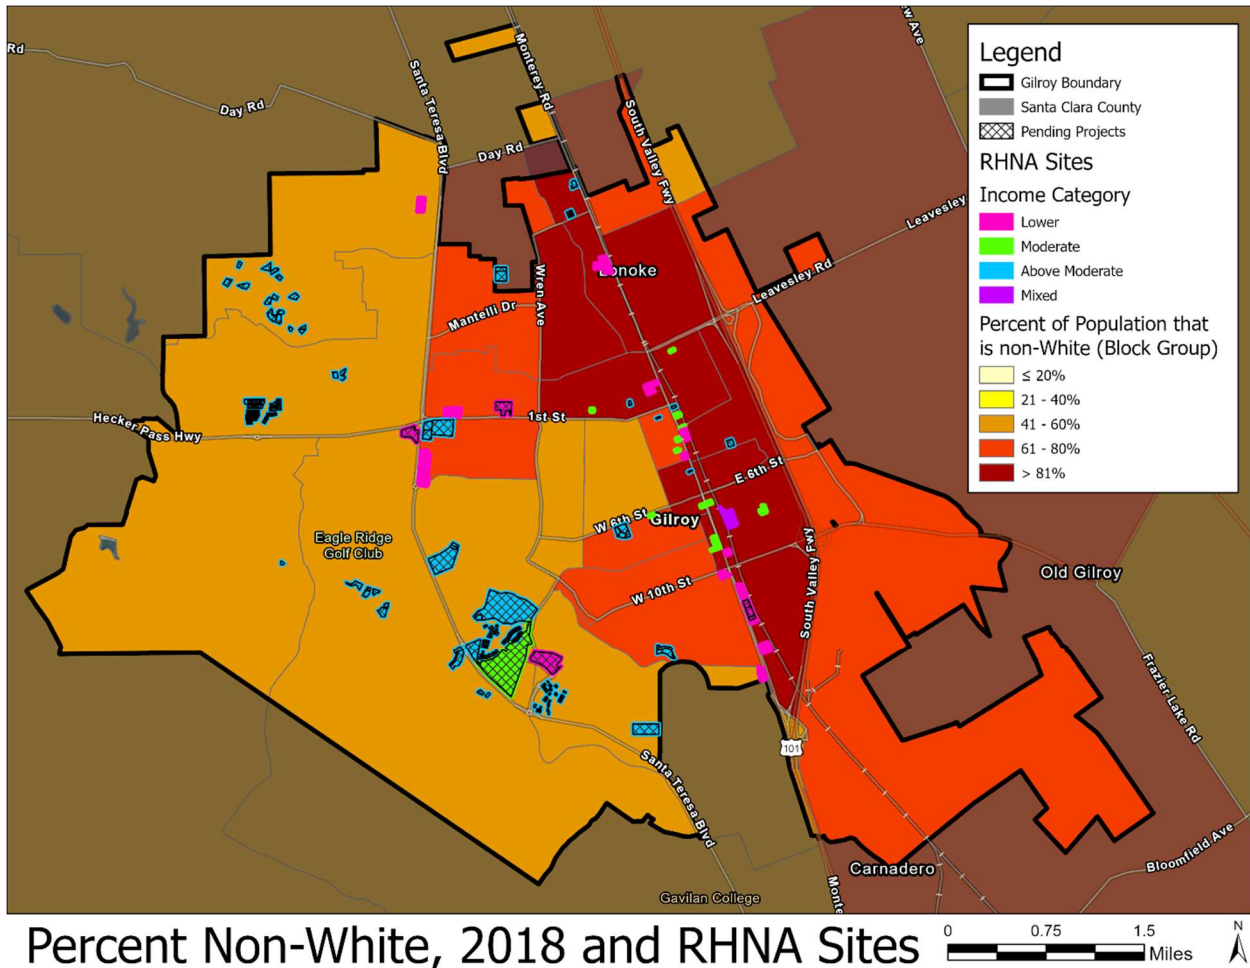 Rd
Day Rd
Santa Teresa Blvd
Monterey Rd
Day Rd
South Valley Fwy
ew Ave
Leavesley
Leavesley Rd
Lonoke
Wren Ave
Mantelli Dr
1st St
Hecker Pass Hwy
E 6th St
W 6th St
Gilroy
Eagle Ridge
Golf Club
W 10th St
South Valley Fwy
Old Gilroy
Frazier Lake Rd
101
Santa Teresa Blvd
Carnadero
Bloomfield Ave
Gavilan College
Monte
Legend
Gilroy Boundary
Santa Clara County
Pending Projects
RHNA Sites
Income Category
Lower
Moderate
Above Moderate
Mixed
Percent of Population that
is non-White (Block Group)
≤ 20%
21 - 40%
41 - 60%
61 - 80%
> 81%
Percent Non-White, 2018 and RHNA Sites
0 0.75 1.5
Miles
N